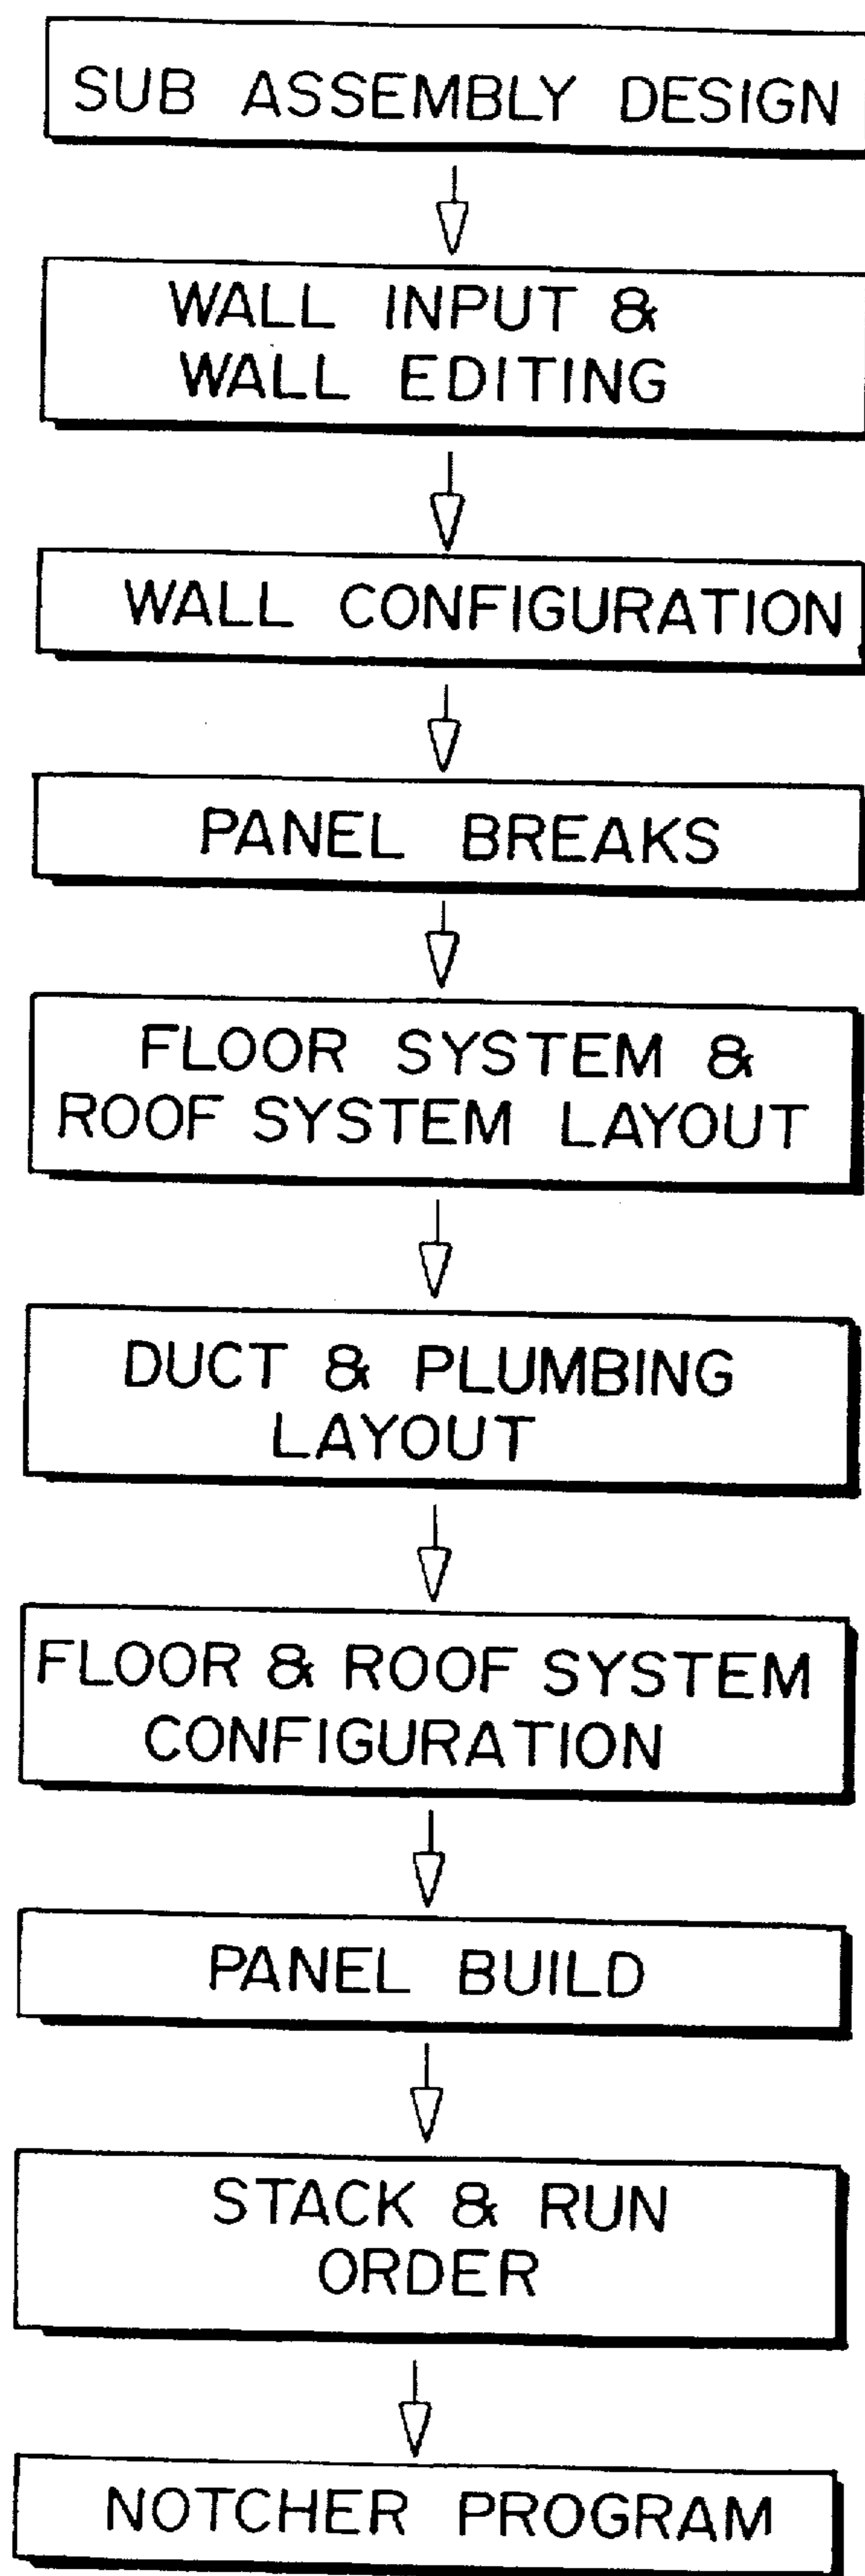 SUB ASSEMBLY DESIGN
WALL INPUT &
WALL EDITING
WALL CONFIGURATION
PANEL BREAKS
FLOOR SYSTEM &
ROOF SYSTEM LAYOUT
DUCT & PLUMBING
LAYOUT
FLOOR & ROOF SYSTEM
CONFIGURATION
PANEL BUILD
STACK & RUN
ORDER
NOTCHER PROGRAM